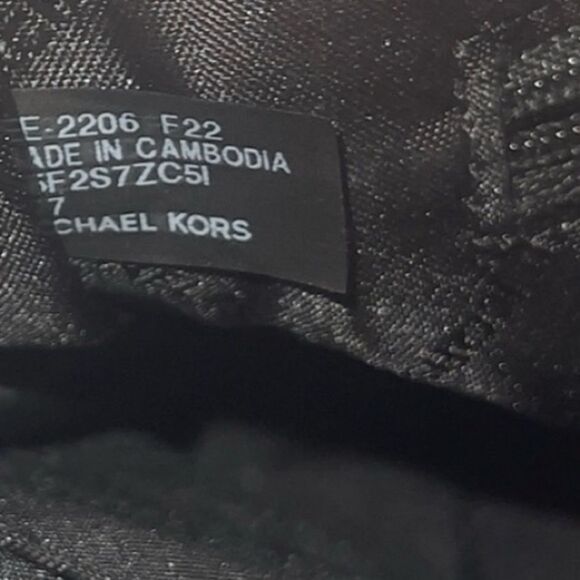 E-2206 F22
ADE IN CAMBODIA
F2S7ZC5I
7
CHAEL KORS